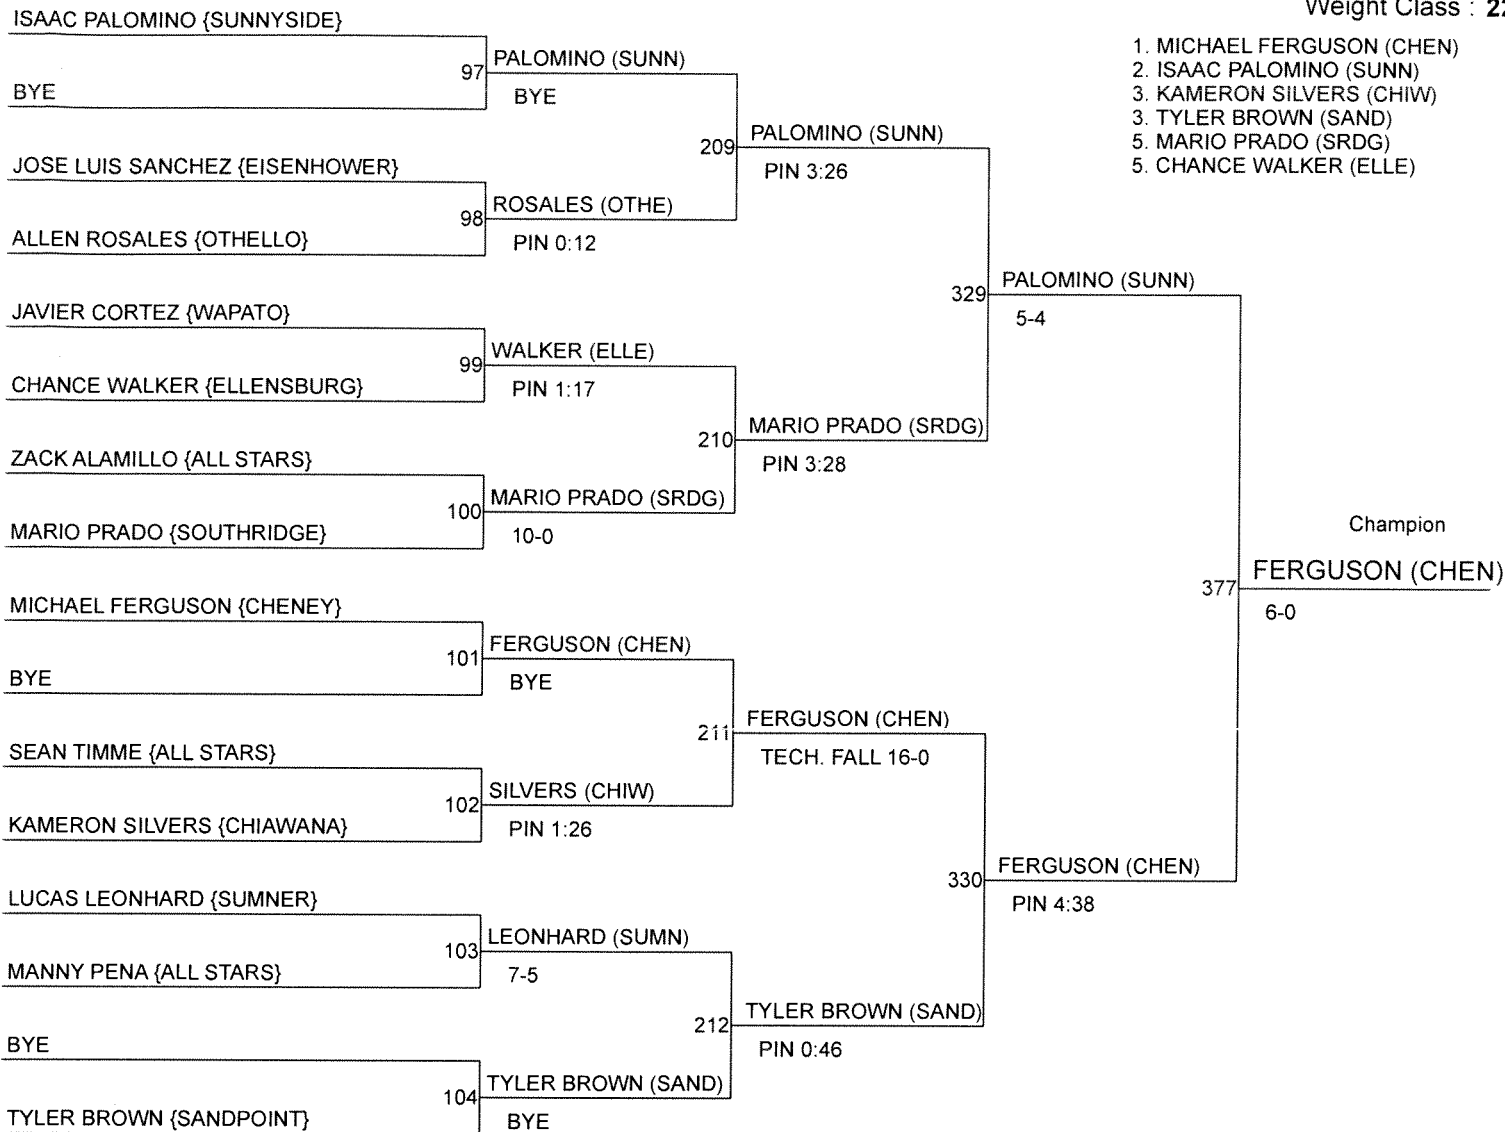 Weight Class :
1. MICHAEL FERGUSON (CHEN)
2. ISAAC PALOMINO (SUNN)
3. KAMERON SILVERS (CHIW)
3. TYLER BROWN (SAND)
5. MARIO PRADO (SRDG)
5. CHANCE WALKER (ELLE)
ISAAC PALOMINO {SUNNYSIDE}
BYE
JOSE LUIS SANCHEZ {EISENHOWER}
ALLEN ROSALES {OTHELLO}
JAVIER CORTEZ {WAPATO}
CHANCE WALKER {ELLENSBURG}
ZACK ALAMILLO {ALL STARS}
MARIO PRADO {SOUTHRIDGE}
MICHAEL FERGUSON {CHENEY}
BYE
SEAN TIMME {ALL STARS}
KAMERON SILVERS {CHIAWANA}
LUCAS LEONHARD {SUMNER}
MANNY PENA {ALL STARS}
BYE
TYLER BROWN {SANDPOINT}
97 PALOMINO (SUNN)
BYE
98 ROSALES (OTHE)
PIN 0:12
99 WALKER (ELLE)
PIN 1:17
100 MARIO PRADO (SRDG)
10-0
101 FERGUSON (CHEN)
BYE
102 SILVERS (CHIW)
PIN 1:26
103 LEONHARD (SUMN)
7-5
104 TYLER BROWN (SAND)
BYE
209 PALOMINO (SUNN)
PIN 3:26
210 MARIO PRADO (SRDG)
PIN 3:28
211 FERGUSON (CHEN)
TECH. FALL 16-0
212 TYLER BROWN (SAND)
PIN 0:46
329 PALOMINO (SUNN)
5-4
330 FERGUSON (CHEN)
PIN 4:38
Champion
377 FERGUSON (CHEN)
6-0